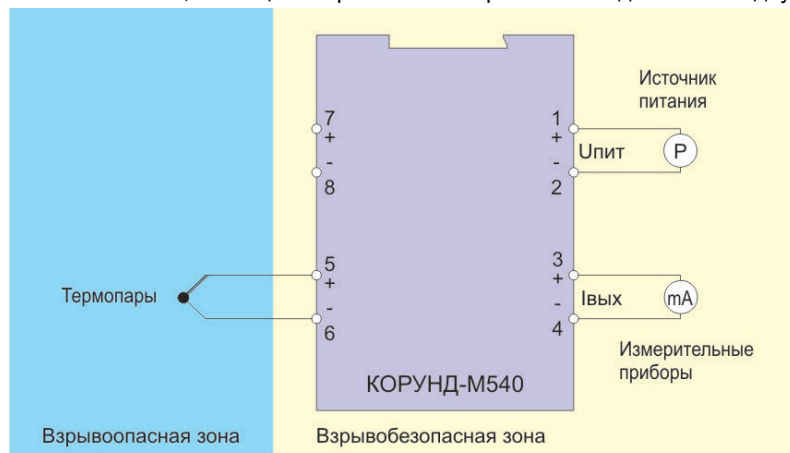 Источник
питания
7
+
-
8
1
+
-
2
Uпит
P
Термопары
5
+
-
6
3
+
-
4
Iвых
mA
Измерительные
приборы
КОРУНД-М540
Взрывоопасная зона
Взрывобезопасная зона